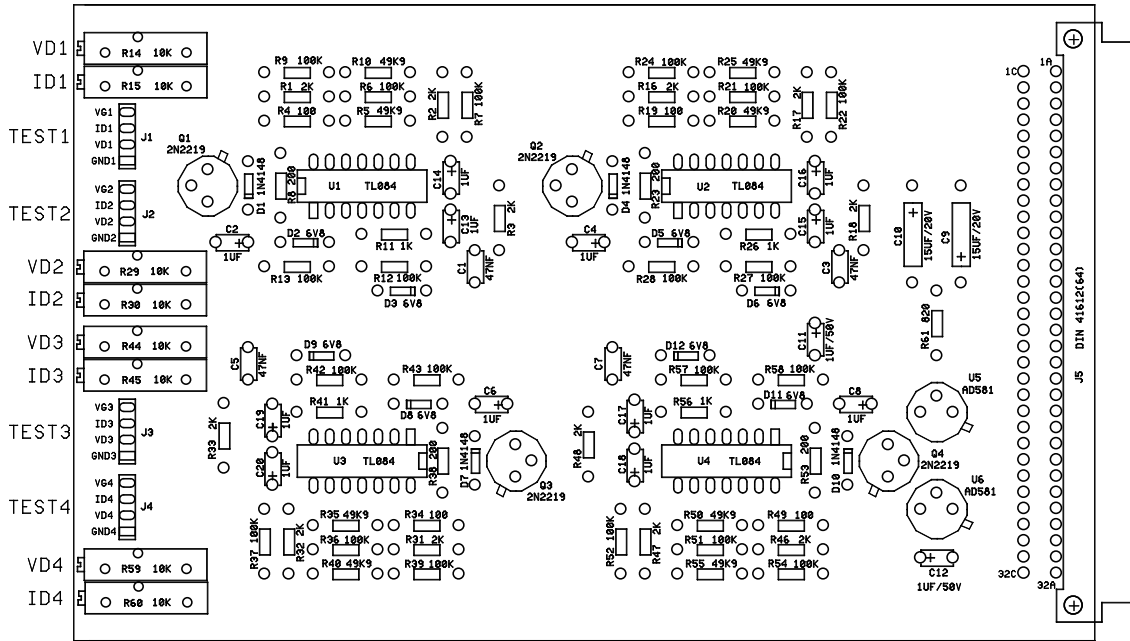 VD1
R14 10K
ID1
R15 10K
TEST1
VG1
ID1
VD1
GND1
J1
TEST2
VG2
ID2
VD2
GND2
J2
VD2
R29 10K
ID2
R30 10K
VD3
R44 10K
ID3
R45 10K
TEST3
VG3
ID3
VD3
GND3
J3
TEST4
VG4
ID4
VD4
GND4
J4
VD4
R59 10K
ID4
R60 10K
R9 100K
R10 49K9
R1 2K
R6 100K
R4 100
R5 49K9
R2 2K
R7 100K
Q1
2N2219
D1 1N4148
R8 200
U1 TL084
C14 1UF
C13 1UF
R3 2K
C2
1UF
D2 6V8
R11 1K
R13 100K
R12 100K
D3 6V8
C1 47NF
R24 100K
R25 49K9
R16 2K
R21 100K
R19 100
R20 49K9
R17 2K
R22 100K
Q2
2N2219
D4 1N4148
R23 200
U2 TL084
C16 1UF
C15 1UF
R18 2K
C4
1UF
D5 6V8
R26 1K
R28 100K
R27 100K
D6 6V8
C3 47NF
C10 15UF/20V
C9 15UF/20V
R61 820
C11 1UF/50V
C5 47NF
D9 6V8
R42 100K
R43 100K
R41 1K
D8 6V8
C6
1UF
R33 2K
C19 1UF
C20 1UF
U3 TL084
R38 200
D7 1N4148
Q3
2N2219
R35 49K9
R34 100
R36 100K
R31 2K
R40 49K9
R39 100K
R37 100K
R32 2K
C7 47NF
D12 6V8
R57 100K
R58 100K
R56 1K
D11 6V8
C8
1UF
R48 2K
C17 1UF
C18 1UF
U4 TL084
R53 200
D10 1N4148
Q4
2N2219
U5
AD581
U6
AD581
R50 49K9
R49 100
R51 100K
R46 2K
R55 49K9
R54 100K
R52 100K
R47 2K
C12
1UF/50V
1C
1A
32C
32A
J5
DIN 41612(64)